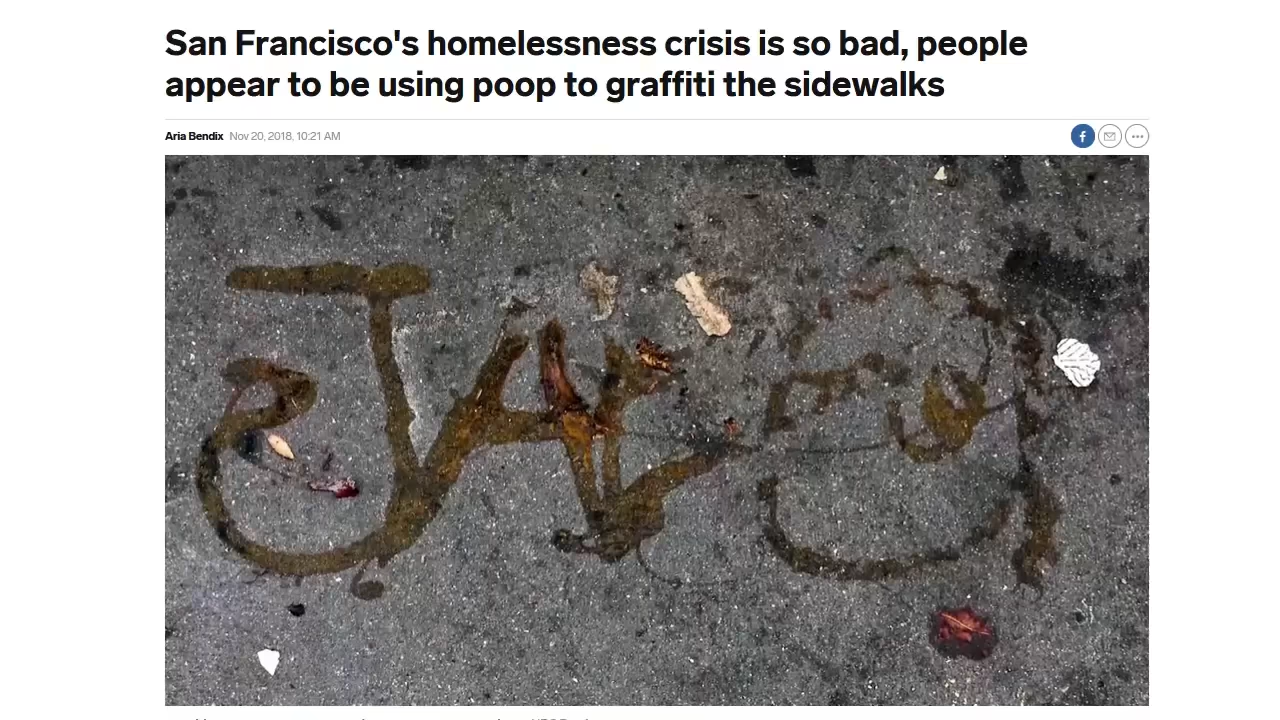 San Francisco's homelessness crisis is so bad, people
appear to be using poop to graffiti the sidewalks
Aria Bendix Nov 20, 2018, 10:21 AM